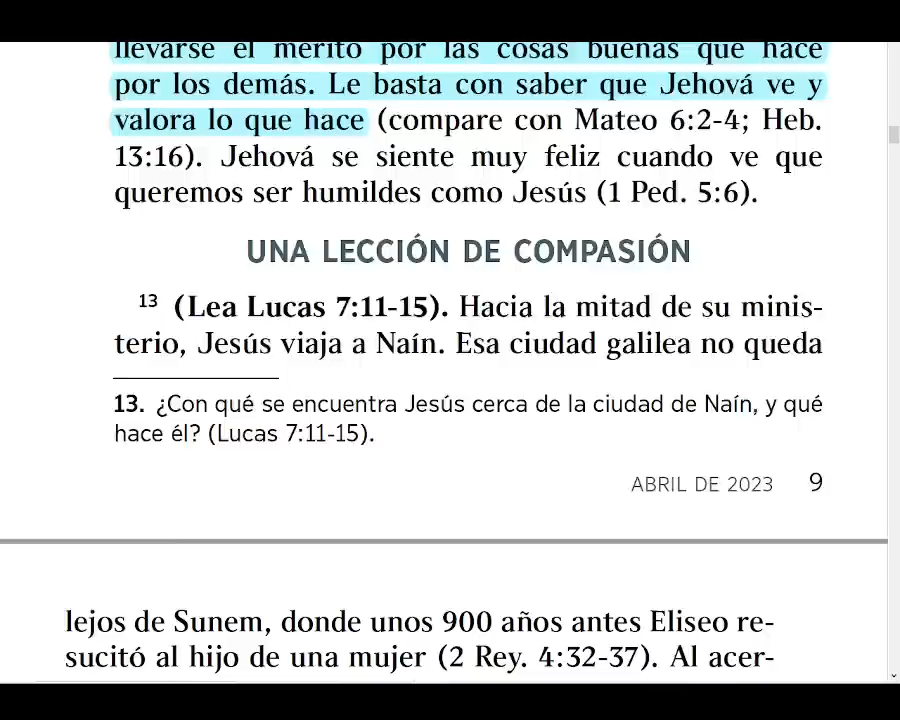 llevarse el mérito por las cosas buenas que hace
por los demás. Le basta con saber que Jehová ve y
valora lo que hace (compare con Mateo 6:2-4; Heb.
13:16). Jehová se siente muy feliz cuando ve que
queremos ser humildes como Jesús (1 Ped. 5:6).
UNA LECCIÓN DE COMPASIÓN
13 (Lea Lucas 7:11-15). Hacia la mitad de su minis-
terio, Jesús viaja a Naín. Esa ciudad galilea no queda
13. ¿Con qué se encuentra Jesús cerca de la ciudad de Naín, y qué
hace él? (Lucas 7:11-15).
ABRIL DE 2023 9
lejos de Sunem, donde unos 900 años antes Eliseo re-
sucitó al hijo de una mujer (2 Rey. 4:32-37). Al acer-